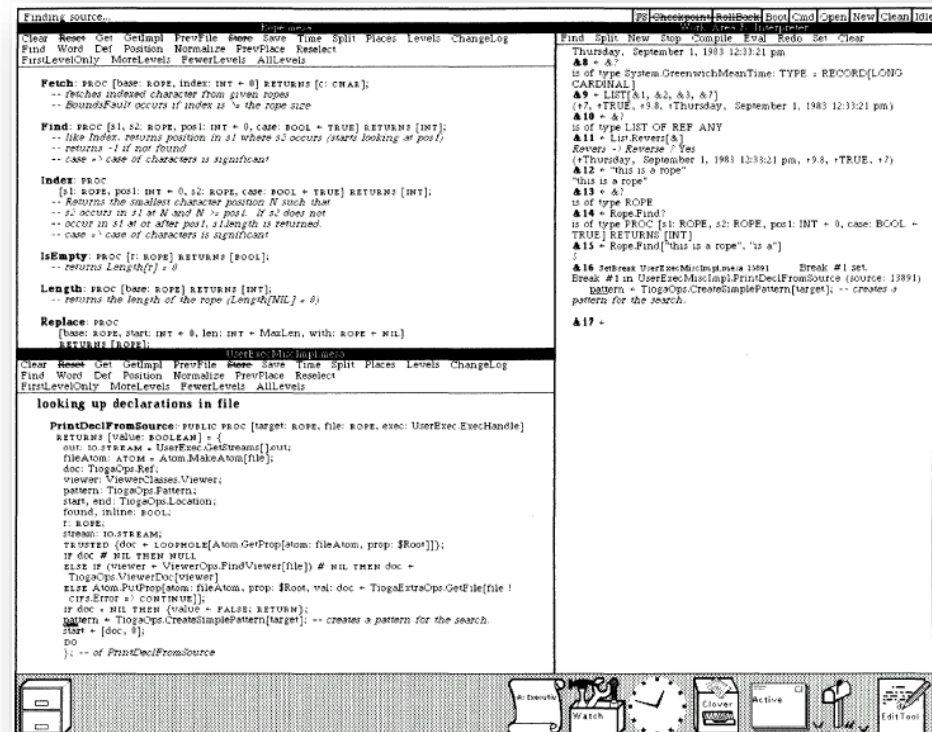 Finding source...
PS Checkpoint RollBack Boot Cmd Open New Clean Idle
Rope.mesa
Clear Reset Get GetImpl PrevFile Store Save Time Split Places Levels ChangeLog
Find Word Def Position Normalize PrevPlace Reselect
FirstLevelOnly MoreLevels FewerLevels AllLevels
Fetch: PROC [base: ROPE, index: INT ← 0] RETURNS [c: CHAR];
-- fetches indexed character from given ropes
-- BoundsFault occurs if index is >= the rope size
Find: PROC [s1, s2: ROPE, pos1: INT ← 0, case: BOOL ← TRUE] RETURNS [INT];
-- like Index, returns position in s1 where s2 occurs (starts looking at pos1)
-- returns -1 if not found
-- case => case of characters is significant
Index: PROC
[s1: ROPE, pos1: INT ← 0, s2: ROPE, case: BOOL ← TRUE] RETURNS [INT];
-- Returns the smallest character position N such that
-- s2 occurs in s1 at N and N >= pos1. If s2 does not
-- occur in s1 at or after pos1, s1.length is returned.
-- case => case of characters is significant
IsEmpty: PROC [r: ROPE] RETURNS [BOOL];
-- returns Length[r] = 0
Length: PROC [base: ROPE] RETURNS [INT];
-- returns the length of the rope (Length[NIL] = 0)
Replace: PROC
[base: ROPE, start: INT ← 0, len: INT ← MaxLen, with: ROPE ← NIL]
RETURNS [ROPE];
UserExecMiscImpl.mesa
Clear Reset Get GetImpl PrevFile Store Save Time Split Places Levels ChangeLog
Find Word Def Position Normalize PrevPlace Reselect
FirstLevelOnly MoreLevels FewerLevels AllLevels
looking up declarations in file
PrintDeclFromSource: PUBLIC PROC [target: ROPE, file: ROPE, exec: UserExec.ExecHandle]
RETURNS [value: BOOLEAN] = {
out: IO.STREAM = UserExec.GetStreams[].out;
fileAtom: ATOM = Atom.MakeAtom[file];
doc: TiogaOps.Ref;
viewer: ViewerClasses.Viewer;
pattern: TiogaOps.Pattern;
start, end: TiogaOps.Location;
found, inline: BOOL;
r: ROPE;
stream: IO.STREAM;
TRUSTED {doc ← LOOPHOLE[Atom.GetProp[atom: fileAtom, prop: $Root]]};
IF doc # NIL THEN NULL
ELSE IF (viewer ← ViewerOps.FindViewer[file]) # NIL THEN doc ←
TiogaOps.ViewerDoc[viewer]
ELSE Atom.PutProp[atom: fileAtom, prop: $Root, val: doc ← TiogaExtraOps.GetFile[file !
CIFS.Error => CONTINUE]];
IF doc = NIL THEN {value ← FALSE; RETURN};
pattern ← TiogaOps.CreateSimplePattern[target]; -- creates a pattern for the search.
start ← [doc, 0];
DO
}; -- of PrintDeclFromSource
Work Area 2: Interpreter
Find Split New Stop Compile Eval Redo Set Clear
Thursday, September 1, 1983 12:33:21 pm
&8 ← &?
is of type System.GreenwichMeanTime: TYPE = RECORD[LONG
CARDINAL]
&9 ← LIST[&1, &2, &3, &7]
(↑7, ↑TRUE, ↑9.8, ↑Thursday, September 1, 1983 12:33:21 pm)
&10 ← &?
is of type LIST OF REF ANY
&11 ← List.Revers[&]
Revers -> Reverse ? Yes
(↑Thursday, September 1, 1983 12:33:21 pm, ↑9.8, ↑TRUE, ↑7)
&12 ← "this is a rope"
"this is a rope"
&13 ← &?
is of type ROPE
&14 ← Rope.Find?
is of type PROC [s1: ROPE, s2: ROPE, pos1: INT ← 0, case: BOOL ←
TRUE] RETURNS [INT]
&15 ← Rope.Find["this is a rope", "is a"]
5
&16 SetBreak UserExecMiscImpl.mesa 13891 Break #1 set.
Break #1 in UserExecMiscImpl.PrintDeclFromSource (source: 13891)
pattern ← TiogaOps.CreateSimplePattern[target]; -- creates a
pattern for the search.
&17 ←
A: Executiv
Watch
Clover
Active
EditTool